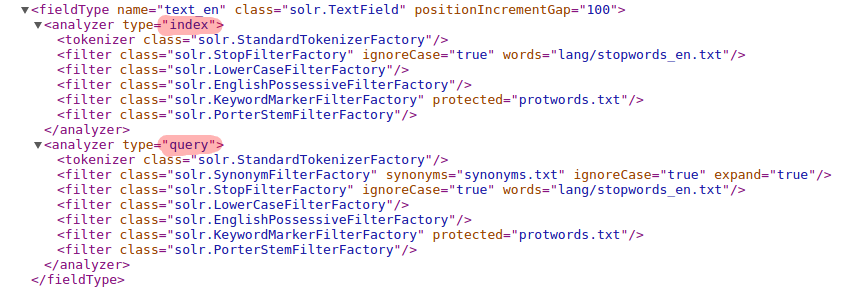 <fieldType name="text_en" class="solr.TextField" positionIncrementGap="100">
<analyzer type="index">
<tokenizer class="solr.StandardTokenizerFactory"/>
<filter class="solr.StopFilterFactory" ignoreCase="true" words="lang/stopwords_en.txt"/>
<filter class="solr.LowerCaseFilterFactory"/>
<filter class="solr.EnglishPossessiveFilterFactory"/>
<filter class="solr.KeywordMarkerFilterFactory" protected="protwords.txt"/>
<filter class="solr.PorterStemFilterFactory"/>
</analyzer>
<analyzer type="query">
<tokenizer class="solr.StandardTokenizerFactory"/>
<filter class="solr.SynonymFilterFactory" synonyms="synonyms.txt" ignoreCase="true" expand="true"/>
<filter class="solr.StopFilterFactory" ignoreCase="true" words="lang/stopwords_en.txt"/>
<filter class="solr.LowerCaseFilterFactory"/>
<filter class="solr.EnglishPossessiveFilterFactory"/>
<filter class="solr.KeywordMarkerFilterFactory" protected="protwords.txt"/>
<filter class="solr.PorterStemFilterFactory"/>
</analyzer>
</fieldType>